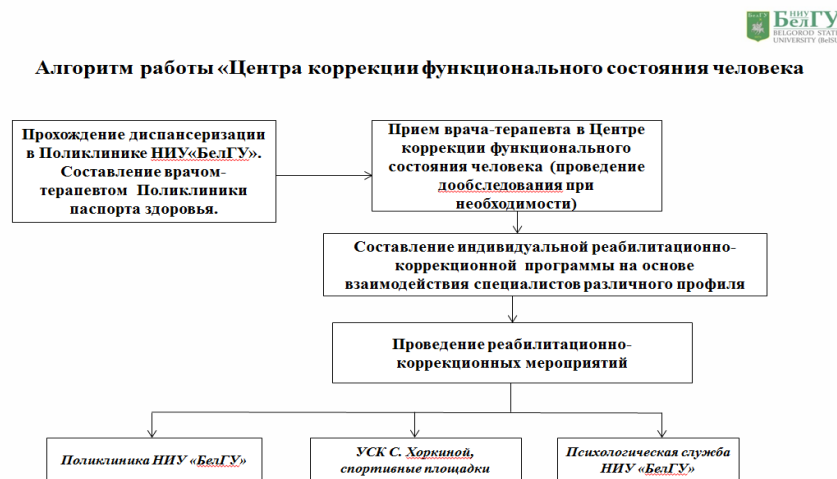 НИУ
БелГУ
BELGOROD STATE
UNIVERSITY (BelSU
Алгоритм работы «Центра коррекции функционального состояния человека
Прохождение диспансеризации
в Поликлинике НИУ«БелГУ».
Составление врачом-
терапевтом Поликлиники
паспорта здоровья.
Прием врача-терапевта в Центре
коррекции функционального
состояния человека (проведение
дообследования при
необходимости)
Составление индивидуальной реабилитационно-
коррекционной программы на основе
взаимодействия специалистов различного профиля
Проведение реабилитационно-
коррекционных мероприятий
Поликлиника НИУ «БелГУ»
УСК С. Хоркиной,
спортивные площадки
Психологическая служба
НИУ «БелГУ»